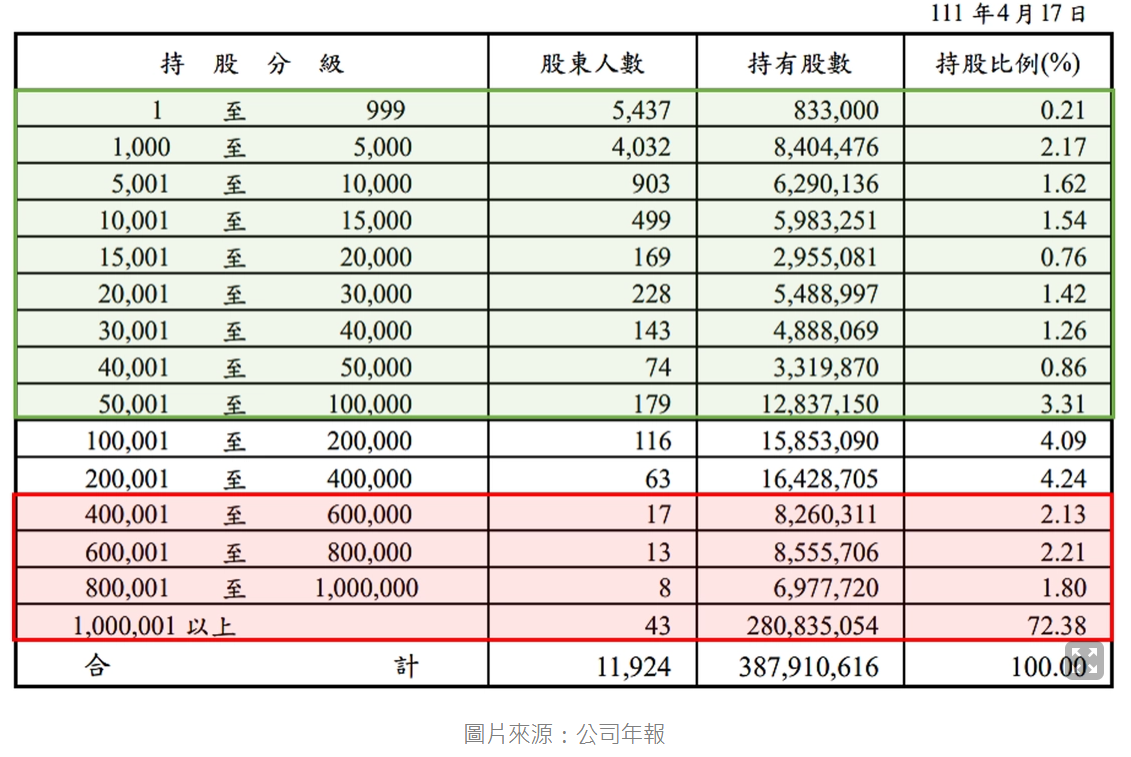 111 年4 月 17 日
持 股 分 級 股東人數 持有股數 持股比例(%)
1 至 999 5,437 833,000 0.21
1,000 至 5,000 4,032 8,404,476 2.17
5,001 至 10,000 903 6,290,136 1.62
10,001 至 15,000 499 5,983,251 1.54
15,001 至 20,000 169 2,955,081 0.76
20,001 至 30,000 228 5,488,997 1.42
30,001 至 40,000 143 4,888,069 1.26
40,001 至 50,000 74 3,319,870 0.86
50,001 至 100,000 179 12,837,150 3.31
100,001 至 200,000 116 15,853,090 4.09
200,001 至 400,000 63 16,428,705 4.24
400,001 至 600,000 17 8,260,311 2.13
600,001 至 800,000 13 8,555,706 2.21
800,001 至 1,000,000 8 6,977,720 1.80
1,000,001 以上 43 280,835,054 72.38
合 計 11,924 387,910,616 100.00
圖片來源：公司年報